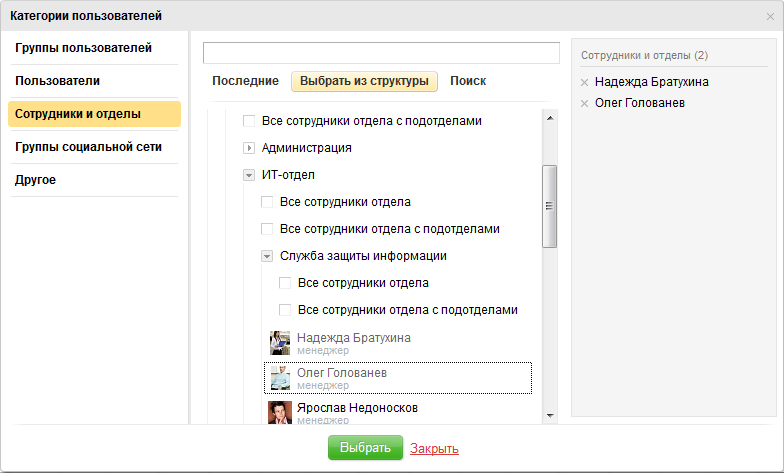 Категории пользователей
Группы пользователей
Пользователи
Сотрудники и отделы
Группы социальной сети
Другое
Последние
Выбрать из структуры
Поиск
Все сотрудники отдела с подотделами
Администрация
ИТ-отдел
Все сотрудники отдела
Все сотрудники отдела с подотделами
Служба защиты информации
Все сотрудники отдела
Все сотрудники отдела с подотделами
Надежда Братухина
менеджер
Олег Голованев
менеджер
Ярослав Недоносков
Сотрудники и отделы (2)
Надежда Братухина
Олег Голованев
Выбрать
Закрыть